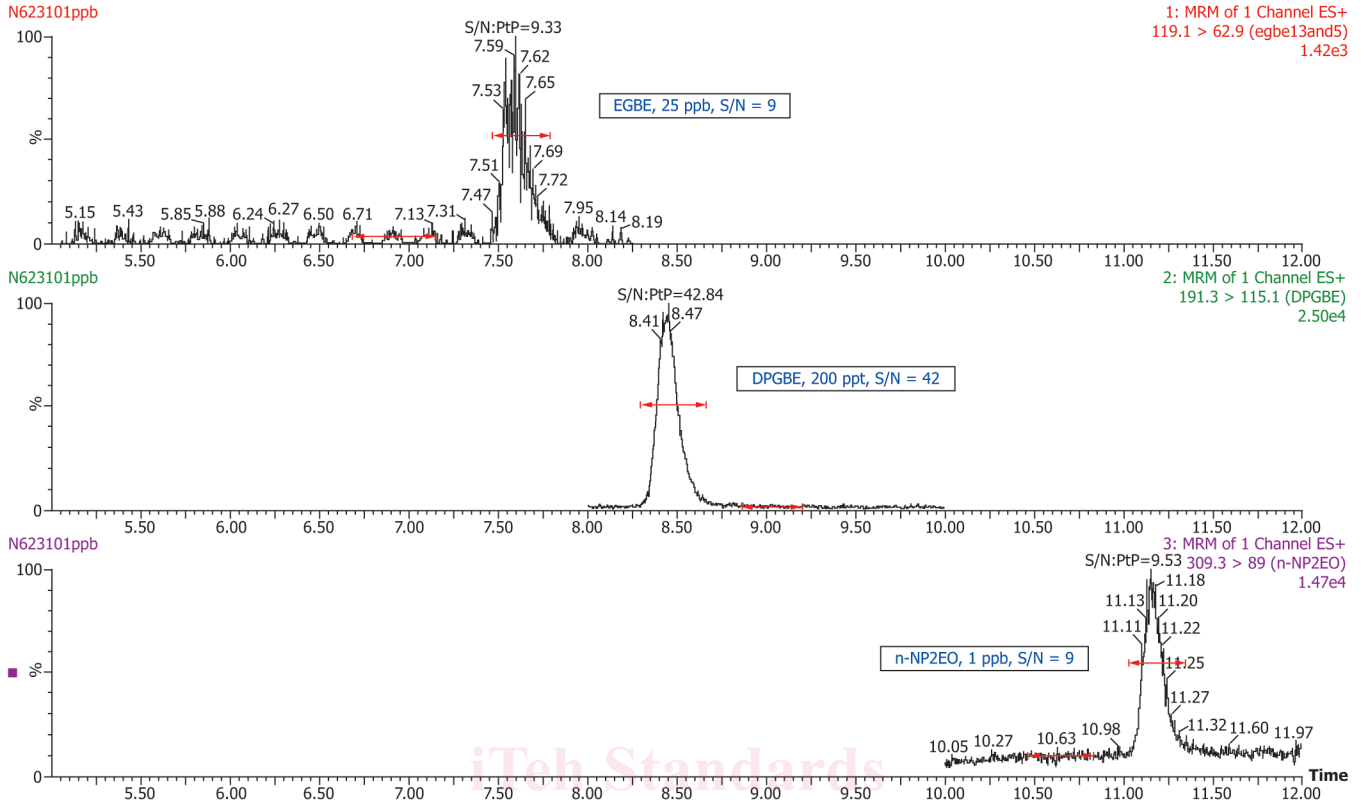 N623101ppb
1: MRM of 1 Channel ES+
119.1 > 62.9 (egbe13and5)
1.42e3
S/N:PtP=9.33
100
%
0
7.59
7.62
7.53
7.65
EGBE, 25 ppb, S/N = 9
7.51
7.69
7.47
7.72
5.15 5.43 5.85 5.88 6.24 6.27 6.50 6.71 7.13 7.31 7.95 8.14 8.19
5.50 6.00 6.50 7.00 7.50 8.00 8.50 9.00 9.50 10.00 10.50 11.00 11.50 12.00
N623101ppb
2: MRM of 1 Channel ES+
191.3 > 115.1 (DPGBE)
2.50e4
S/N:PtP=42.84
100
%
0
8.41 8.47
DPGBE, 200 ppt, S/N = 42
5.50 6.00 6.50 7.00 7.50 8.00 8.50 9.00 9.50 10.00 10.50 11.00 11.50 12.00
N623101ppb
3: MRM of 1 Channel ES+
309.3 > 89 (n-NP2EO)
1.47e4
S/N:PtP=9.53
100
%
0
11.18
11.13 11.20
11.11 11.22
n-NP2EO, 1 ppb, S/N = 9
11.25
11.27
10.05 10.27 10.63 10.98 11.32 11.60 11.97
iTeh Standards
Time
5.50 6.00 6.50 7.00 7.50 8.00 8.50 9.00 9.50 10.00 10.50 11.00 11.50 12.00